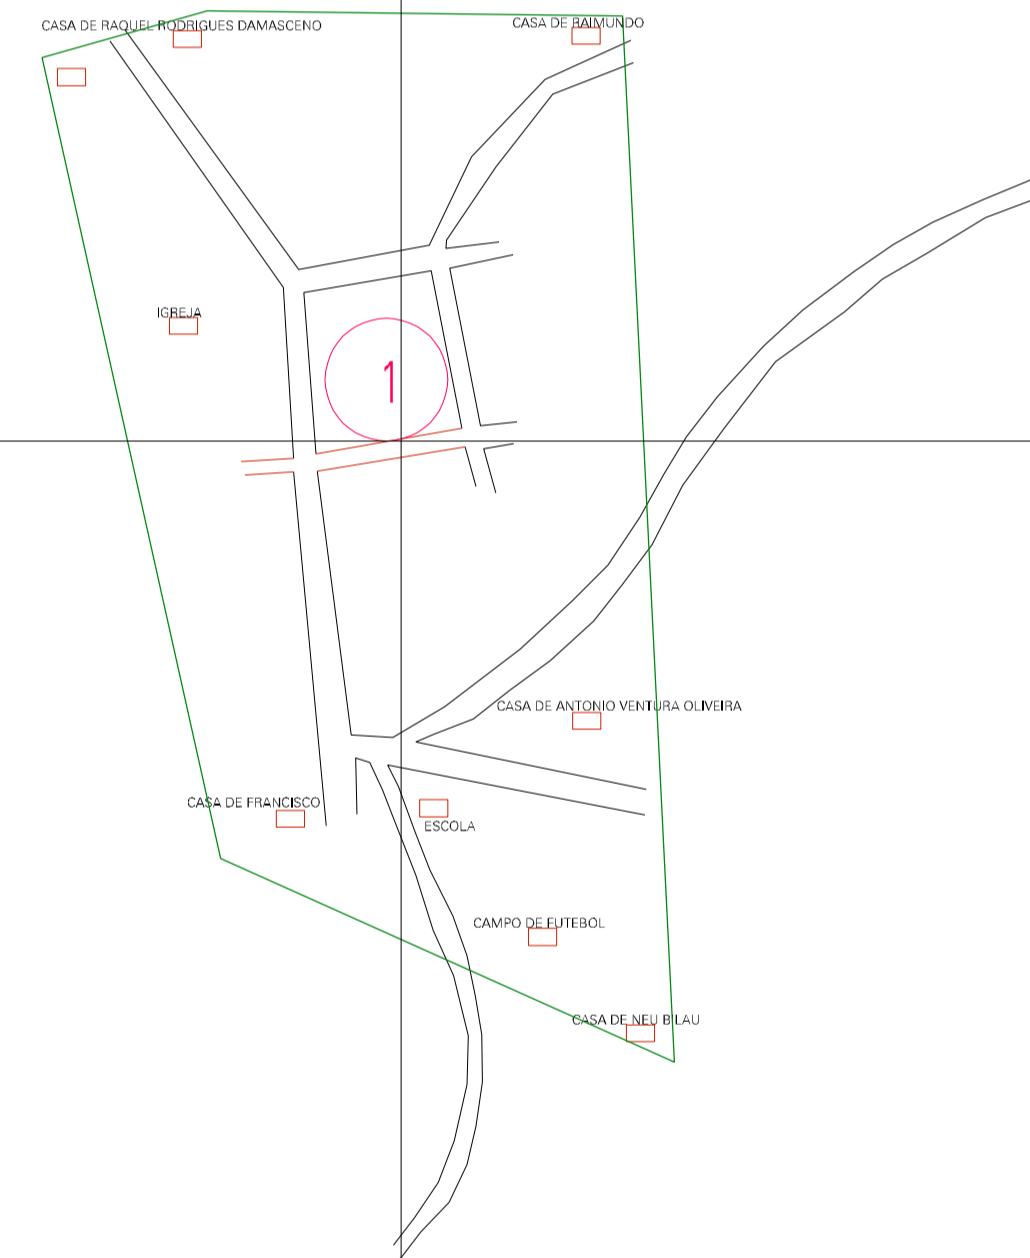 CASA DE RAQUEL RODRIGUES DAMASCENO
CASA DE RAIMUNDO
IGREJA
1
CASA DE ANTONIO VENTURA OLIVEIRA
CASA DE FRANCISCO
ESCOLA
CAMPO DE FUTEBOL
CASA DE NEU BILAU